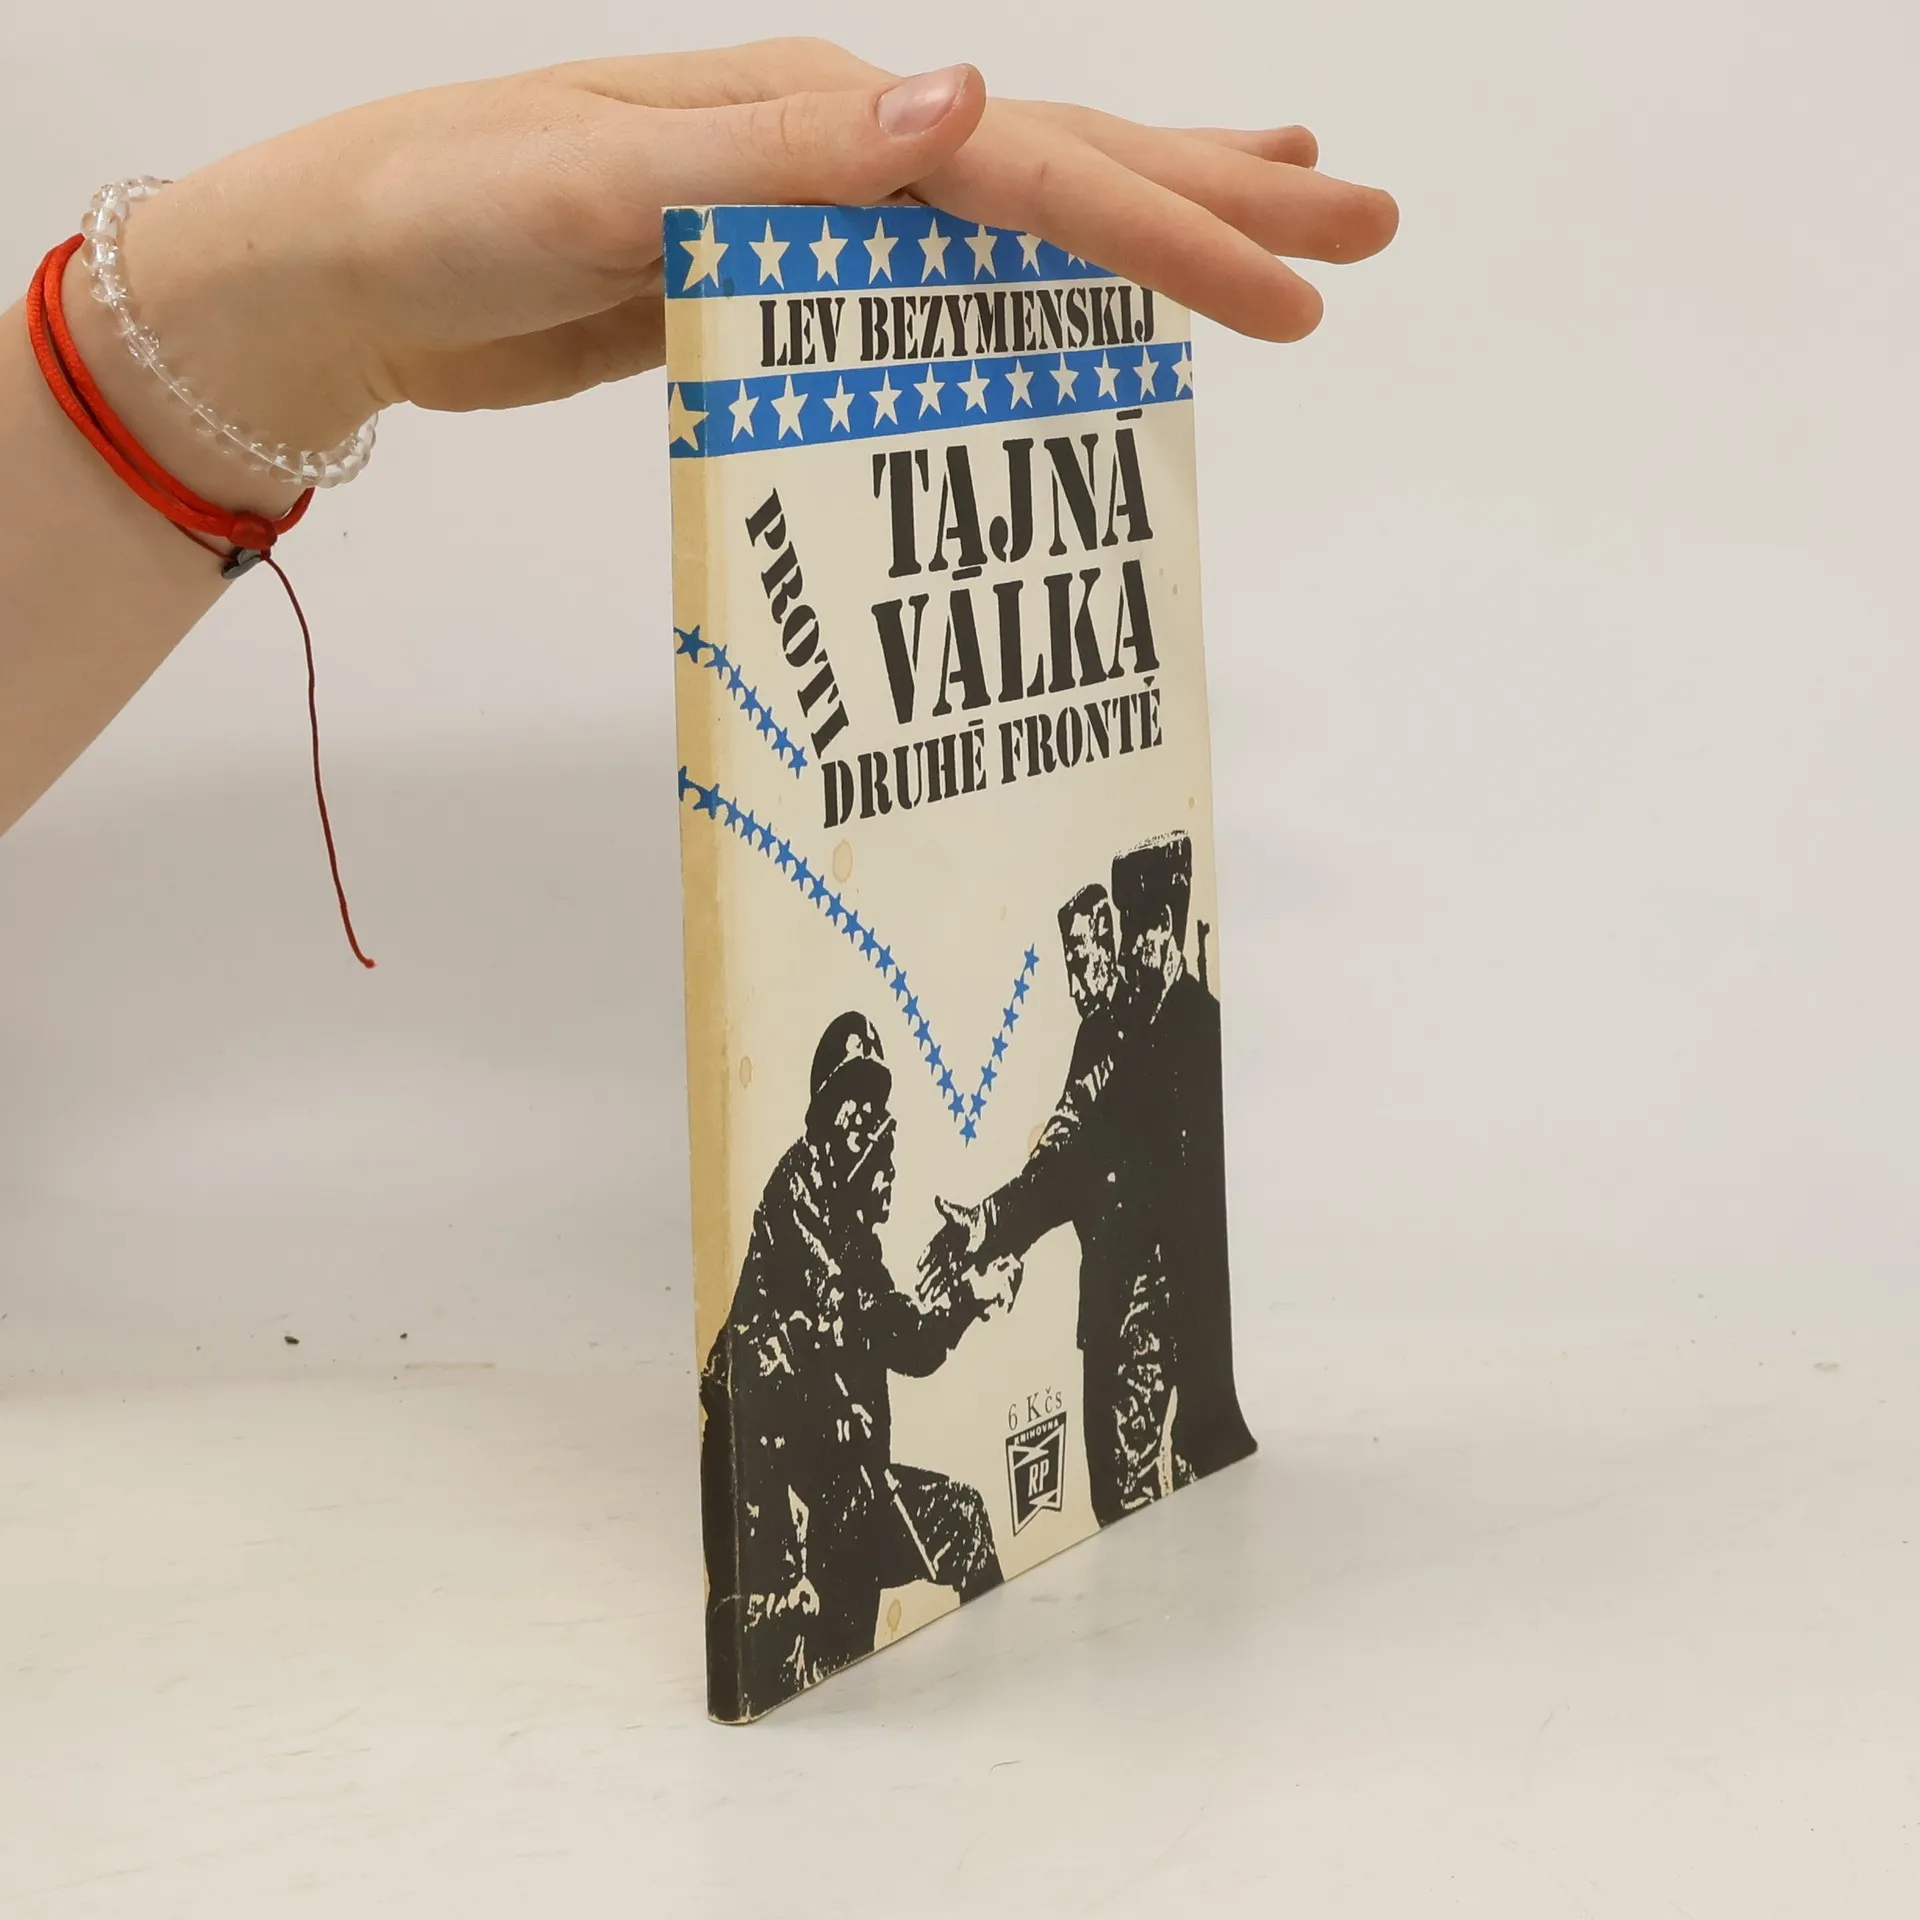 LEV BEZYMENSKIJ
TAJNÁ
VÁLKA
PROTI
DRUHÉ FRONTĚ
6 Kčs
KNIHOVNA
RP